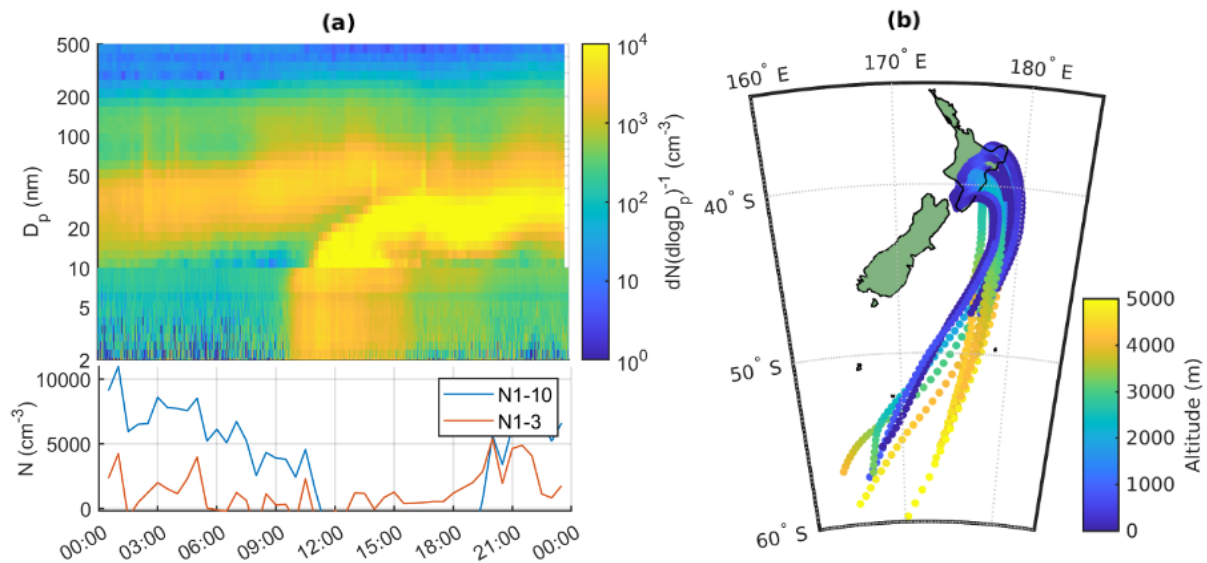 (a)
500
200
100
50
20
10
5
2
D_p (nm)
10^4
10^3
10^2
10
10^0
dN(dlogD_p)^-1 (cm^-3)
10000
5000
0
N (cm^-3)
N1-10
N1-3
00:00
03:00
06:00
09:00
12:00
15:00
18:00
21:00
00:00
(b)
160° E
170° E
180° E
40° S
50° S
60° S
5000
4000
3000
2000
1000
0
Altitude (m)